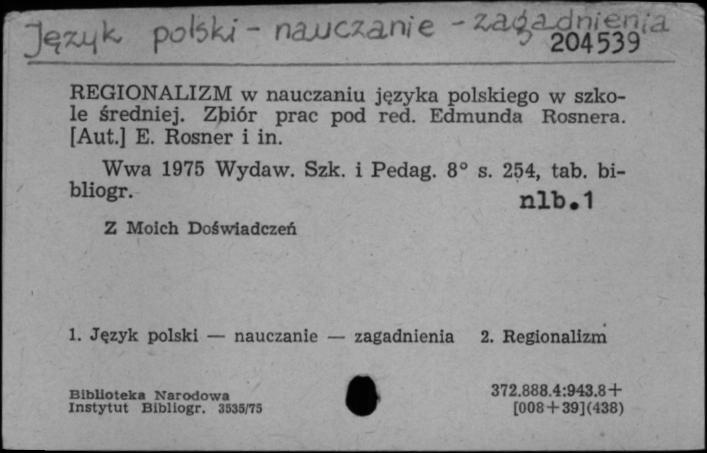 Język polski - nauczanie - zagadnienia
204539
REGIONALIZM w nauczaniu języka polskiego w szko-
le średniej. Zbiór prac pod red. Edmunda Rosnera.
[Aut.] E. Rosner i in.
Wwa 1975 Wydaw. Szk. i Pedag. 8° s. 254, tab. bi-
bliogr.
nlb.1
Z Moich Doświadczeń
1. Język polski — nauczanie — zagadnienia 2. Regionalizm
Biblioteka Narodowa
Instytut Bibliogr. 3535/75
372.888.4:943.8+
[008+39](438)